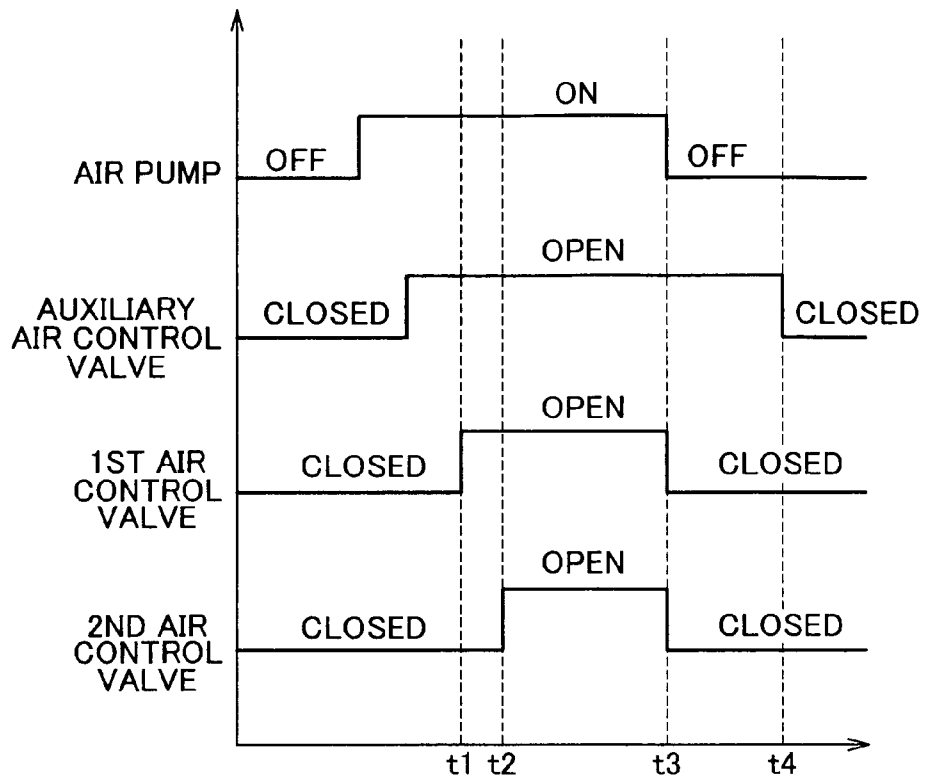 ON
OFF
OFF
AIR PUMP
OPEN
AUXILIARY
AIR CONTROL
VALVE
CLOSED
CLOSED
OPEN
1ST AIR
CONTROL
VALVE
CLOSED
CLOSED
OPEN
2ND AIR
CONTROL
VALVE
CLOSED
CLOSED
t1 t2 t3 t4